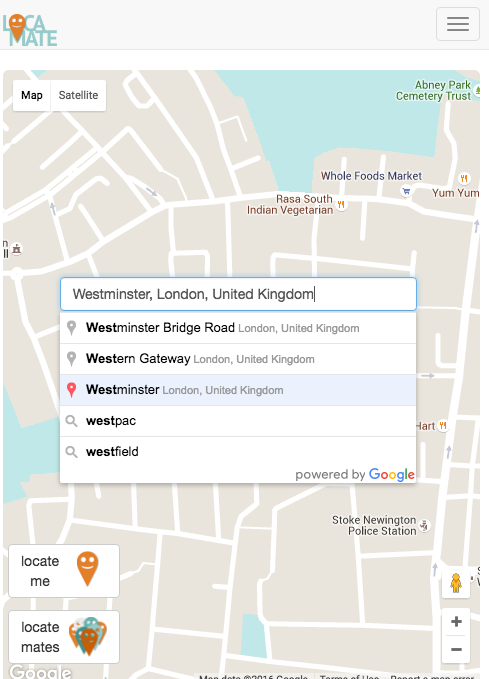 LOCA
MATE
Map Satellite
Abney Park
Cemetery Trust
Whole Foods Market
Yum Yum
Rasa South
Indian Vegetarian
ll
Westminster, London, United Kingdom
Westminster Bridge Road London, United Kingdom
Western Gateway London, United Kingdom
Westminster London, United Kingdom
westpac
Hart
westfield
powered by Google
Stoke Newington
Police Station
locate
me
locate
mates
+
−
Google
Map data ©2016 Google Terms of Use Report a map error